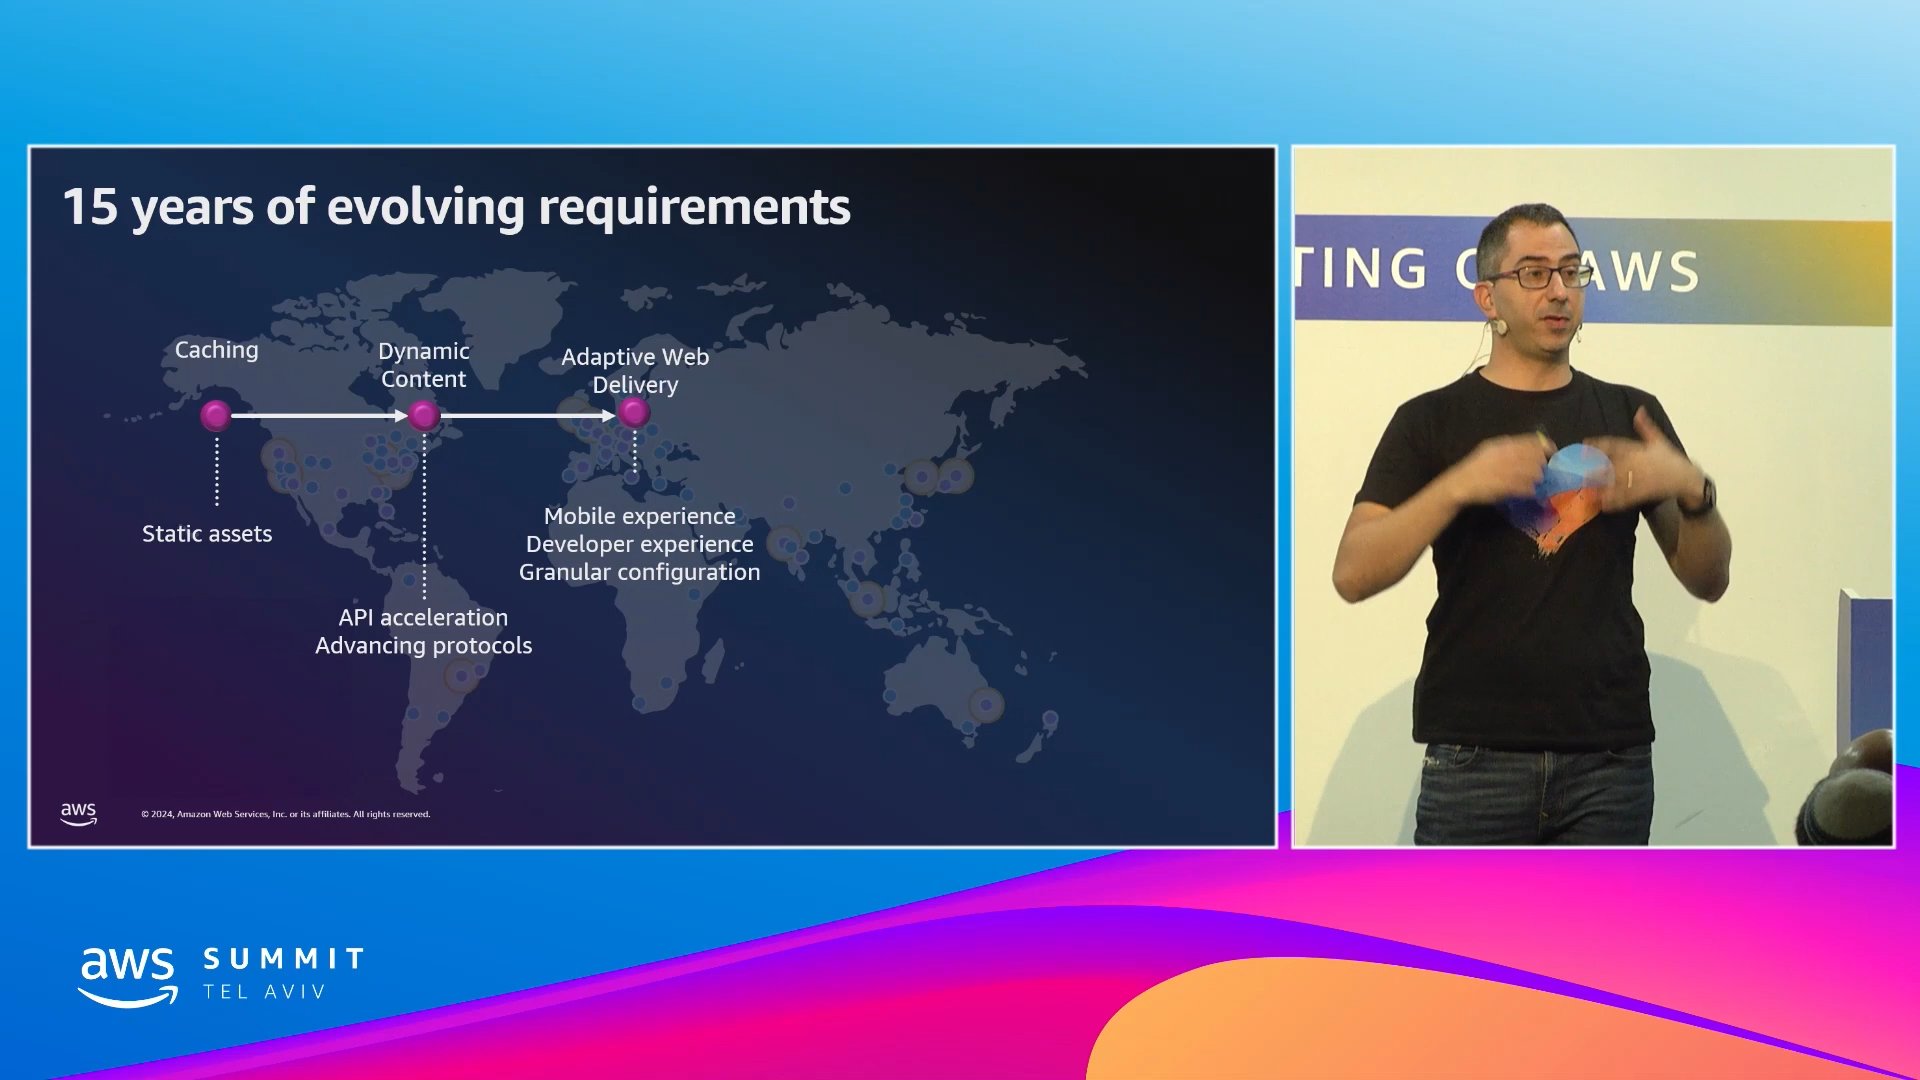 15 years of evolving requirements
Caching
Dynamic
Content
Adaptive Web
Delivery
Static assets
Mobile experience
Developer experience
Granular configuration
API acceleration
Advancing protocols
aws
© 2024, Amazon Web Services, Inc. or its affiliates. All rights reserved.
AWS
aws SUMMIT
TEL AVIV